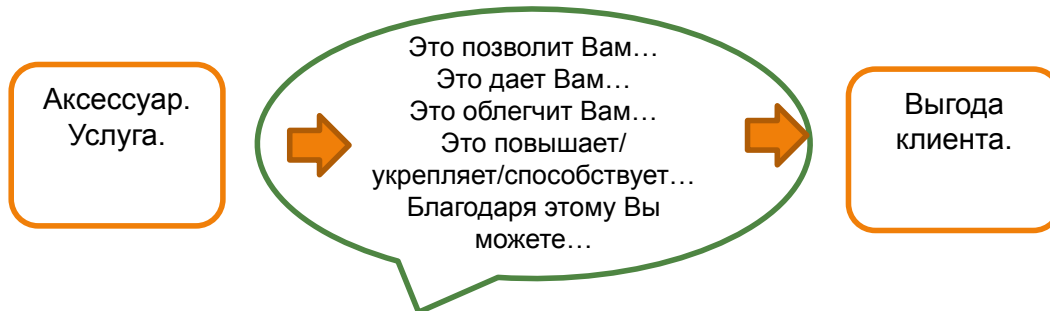 Аксессуар.
Услуга.
Это позволит Вам…
Это дает Вам…
Это облегчит Вам…
Это повышает/
укрепляет/способствует…
Благодаря этому Вы
можете…
Выгода
клиента.